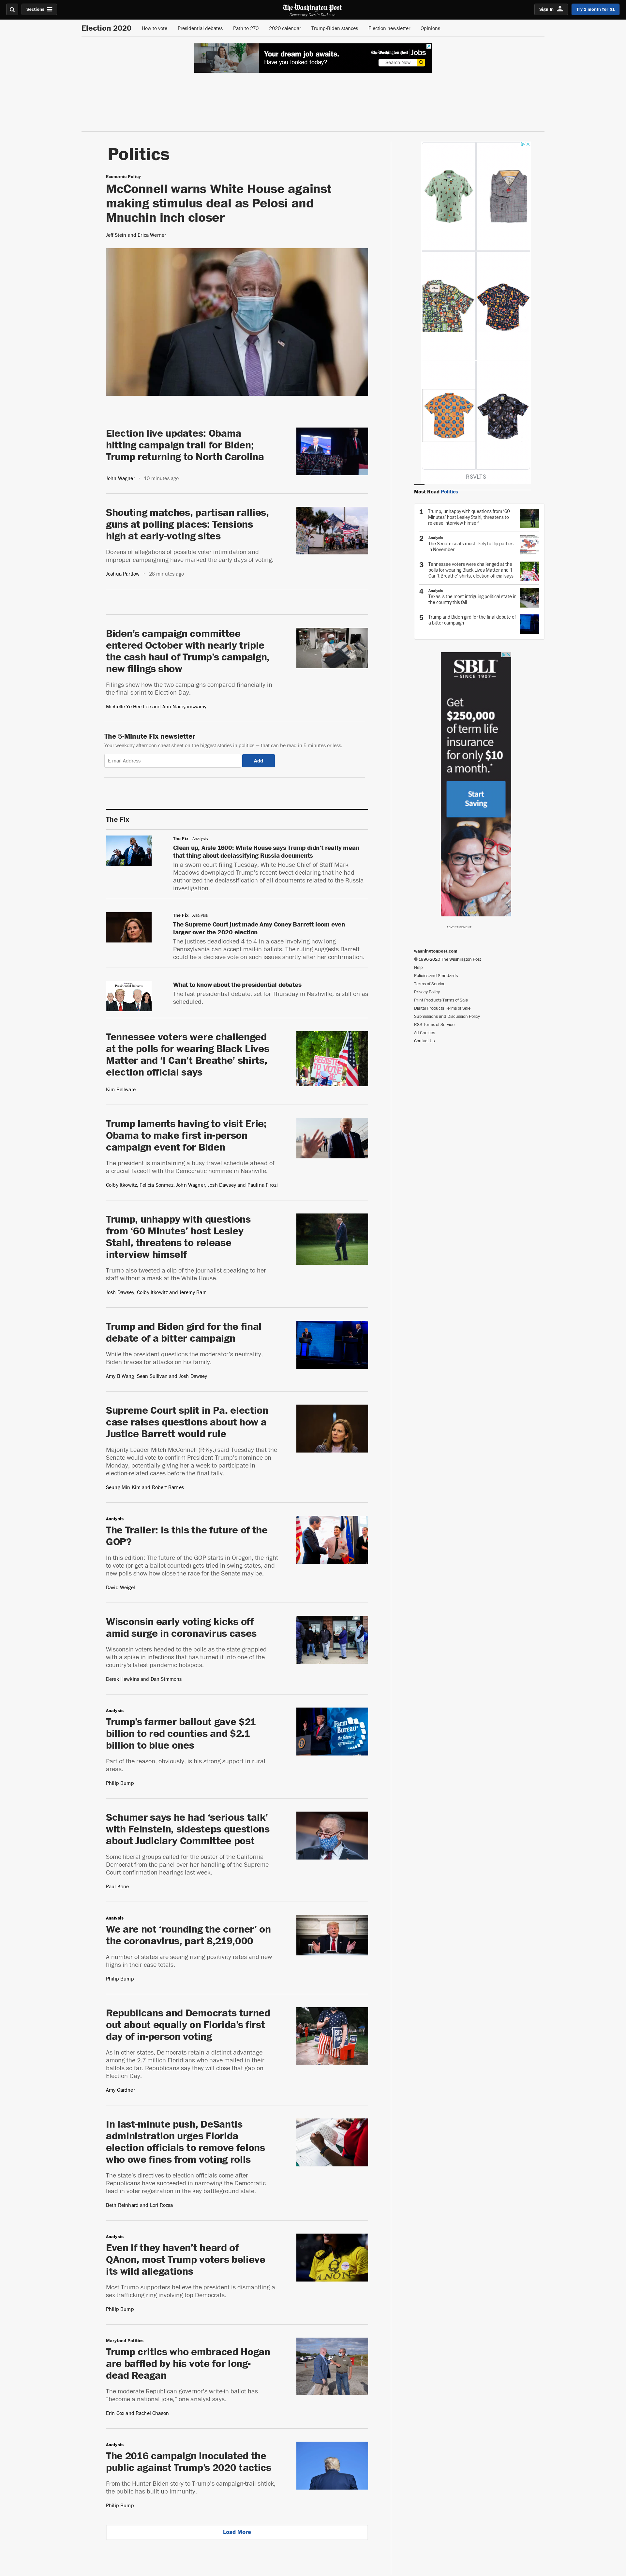 Sections
The Washington Post
Democracy Dies in Darkness
Sign In
Try 1 month for $1
Election 2020
How to vote
Presidential debates
Path to 270
2020 calendar
Trump-Biden stances
Election newsletter
Opinions
Your dream job awaits.
Have you looked today?
The Washington Post Jobs
Search Now
Politics
Economic Policy
McConnell warns White House against
making stimulus deal as Pelosi and
Mnuchin inch closer
Jeff Stein and Erica Werner
Election live updates: Obama
hitting campaign trail for Biden;
Trump returning to North Carolina
John Wagner • 10 minutes ago
Shouting matches, partisan rallies,
guns at polling places: Tensions
high at early-voting sites
Dozens of allegations of possible voter intimidation and
improper campaigning have marked the early days of voting.
Joshua Partlow • 28 minutes ago
Biden's campaign committee
entered October with nearly triple
the cash haul of Trump's campaign,
new filings show
Filings show how the two campaigns compared financially in
the final sprint to Election Day.
Michelle Ye Hee Lee and Anu Narayanswamy
The 5-Minute Fix newsletter
Your weekday afternoon cheat sheet on the biggest stories in politics — that can be read in 5 minutes or less.
E-mail Address
Add
The Fix
The Fix Analysis
Clean up, Aisle 1600: White House says Trump didn't really mean
that thing about declassifying Russia documents
In a sworn court filing Tuesday, White House Chief of Staff Mark
Meadows downplayed Trump's recent tweet declaring that he had
authorized the declassification of all documents related to the Russia
investigation.
The Fix Analysis
The Supreme Court just made Amy Coney Barrett loom even
larger over the 2020 election
The justices deadlocked 4 to 4 in a case involving how long
Pennsylvania can accept mail-in ballots. The ruling suggests Barrett
could be a decisive vote on such issues shortly after her confirmation.
Presidential Debates
What to know about the presidential debates
The last presidential debate, set for Thursday in Nashville, is still on as
scheduled.
Tennessee voters were challenged
at the polls for wearing Black Lives
Matter and 'I Can't Breathe' shirts,
election official says
Kim Bellware
Trump laments having to visit Erie;
Obama to make first in-person
campaign event for Biden
The president is maintaining a busy travel schedule ahead of
a crucial faceoff with the Democratic nominee in Nashville.
Colby Itkowitz, Felicia Sonmez, John Wagner, Josh Dawsey and Paulina Firozi
Trump, unhappy with questions
from '60 Minutes' host Lesley
Stahl, threatens to release
interview himself
Trump also tweeted a clip of the journalist speaking to her
staff without a mask at the White House.
Josh Dawsey, Colby Itkowitz and Jeremy Barr
Trump and Biden gird for the final
debate of a bitter campaign
While the president questions the moderator's neutrality,
Biden braces for attacks on his family.
Amy B Wang, Sean Sullivan and Josh Dawsey
Supreme Court split in Pa. election
case raises questions about how a
Justice Barrett would rule
Majority Leader Mitch McConnell (R-Ky.) said Tuesday that the
Senate would vote to confirm President Trump's nominee on
Monday, potentially giving her a week to participate in
election-related cases before the final tally.
Seung Min Kim and Robert Barnes
Analysis
The Trailer: Is this the future of the
GOP?
In this edition: The future of the GOP starts in Oregon, the right
to vote (or get a ballot counted) gets tried in swing states, and
new polls show how close the race for the Senate may be.
David Weigel
Wisconsin early voting kicks off
amid surge in coronavirus cases
Wisconsin voters headed to the polls as the state grappled
with a spike in infections that has turned it into one of the
country's latest pandemic hotspots.
Derek Hawkins and Dan Simmons
Analysis
Trump's farmer bailout gave $21
billion to red counties and $2.1
billion to blue ones
Part of the reason, obviously, is his strong support in rural
areas.
Philip Bump
Farm Bureau
Schumer says he had 'serious talk'
with Feinstein, sidesteps questions
about Judiciary Committee post
Some liberal groups called for the ouster of the California
Democrat from the panel over her handling of the Supreme
Court confirmation hearings last week.
Paul Kane
Analysis
We are not 'rounding the corner' on
the coronavirus, part 8,219,000
A number of states are seeing rising positivity rates and new
highs in their case totals.
Philip Bump
Republicans and Democrats turned
out about equally on Florida's first
day of in-person voting
As in other states, Democrats retain a distinct advantage
among the 2.7 million Floridians who have mailed in their
ballots so far. Republicans say they will close that gap on
Election Day.
Amy Gardner
In last-minute push, DeSantis
administration urges Florida
election officials to remove felons
who owe fines from voting rolls
The state's directives to election officials come after
Republicans have succeeded in narrowing the Democratic
lead in voter registration in the key battleground state.
Beth Reinhard and Lori Rozsa
Analysis
Even if they haven't heard of
QAnon, most Trump voters believe
its wild allegations
Most Trump supporters believe the president is dismantling a
sex-trafficking ring involving top Democrats.
Philip Bump
Maryland Politics
Trump critics who embraced Hogan
are baffled by his vote for long-
dead Reagan
The moderate Republican governor's write-in ballot has
"become a national joke," one analyst says.
Erin Cox and Rachel Chason
Analysis
The 2016 campaign inoculated the
public against Trump's 2020 tactics
From the Hunter Biden story to Trump's campaign-trail shtick,
the public has built up immunity.
Philip Bump
Load More
RSVLTS
Most Read Politics
1 Trump, unhappy with questions from '60
Minutes' host Lesley Stahl, threatens to
release interview himself
2 Analysis
The Senate seats most likely to flip parties
in November
3 Tennessee voters were challenged at the
polls for wearing Black Lives Matter and 'I
Can't Breathe' shirts, election official says
4 Analysis
Texas is the most intriguing political state in
the country this fall
5 Trump and Biden gird for the final debate of
a bitter campaign
SBLI
SINCE 1907
Get
$250,000
of term life
insurance
for only $10
a month.*
Start
Saving
ADVERTISEMENT
washingtonpost.com
© 1996-2020 The Washington Post
Help
Policies and Standards
Terms of Service
Privacy Policy
Print Products Terms of Sale
Digital Products Terms of Sale
Submissions and Discussion Policy
RSS Terms of Service
Ad Choices
Contact Us